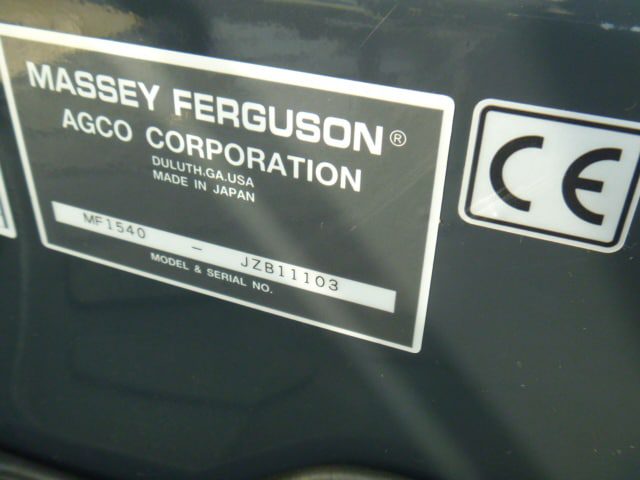 MASSEY FERGUSON®
AGCO CORPORATION
DULUTH.GA.USA
MADE IN JAPAN
MF1540 – JZB11103
MODEL & SERIAL NO.
CE